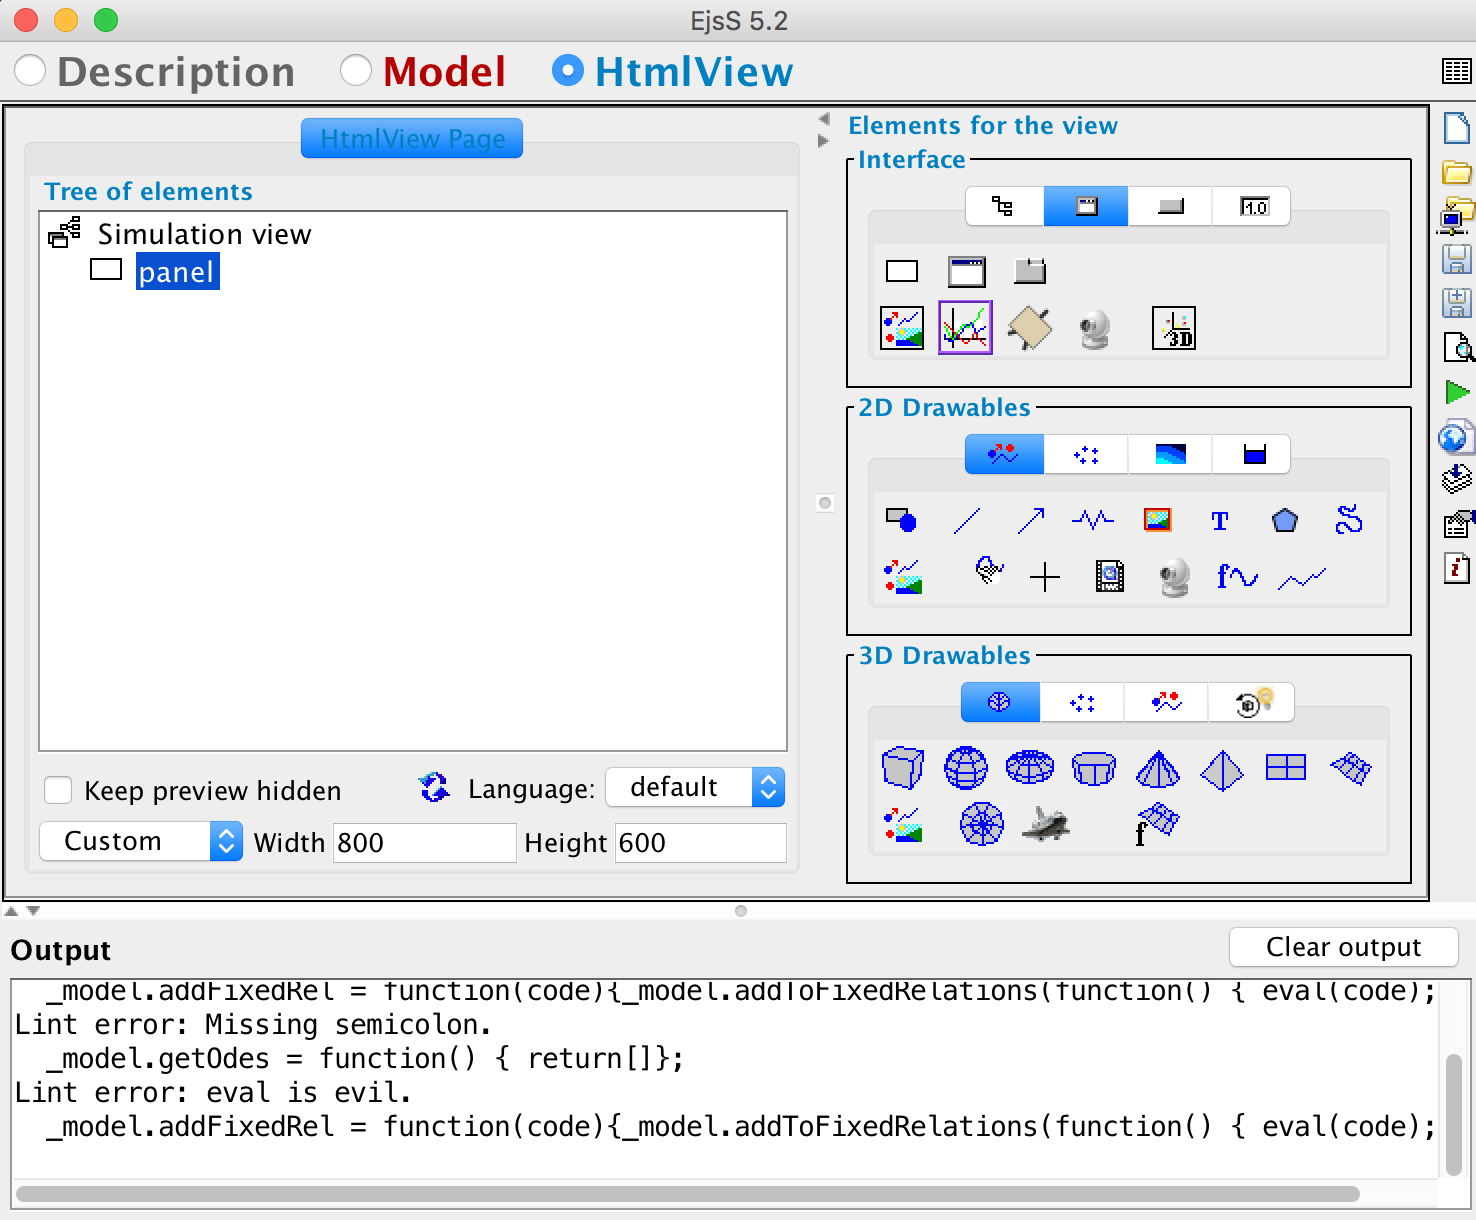 EjsS 5.2
Description Model HtmlView
HtmlView Page
Tree of elements
Simulation view
panel
Keep preview hidden Language: default
Custom Width 800 Height 600
Elements for the view
Interface
1.0
3D
2D Drawables
T
f
3D Drawables
f
Output Clear output
_model.addFixedRel = function(code){_model.addToFixedRelations(function() { eval(code);
Lint error: Missing semicolon.
_model.getOdes = function() { return[]};
Lint error: eval is evil.
_model.addFixedRel = function(code){_model.addToFixedRelations(function() { eval(code);